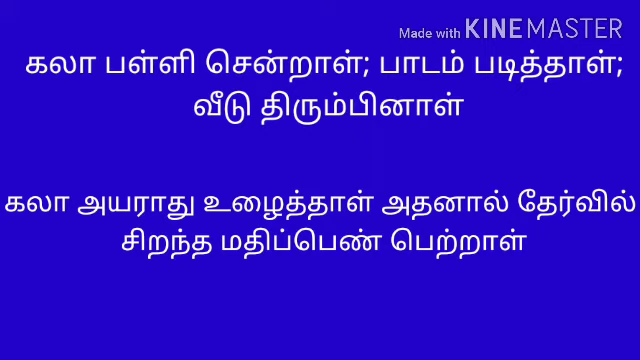 Made with KINEMASTER
கலா பள்ளி சென்றாள்; பாடம் படித்தாள்;
வீடு திரும்பினாள்
கலா அயராது உழைத்தாள் அதனால் தேர்வில்
சிறந்த மதிப்பெண் பெற்றாள்